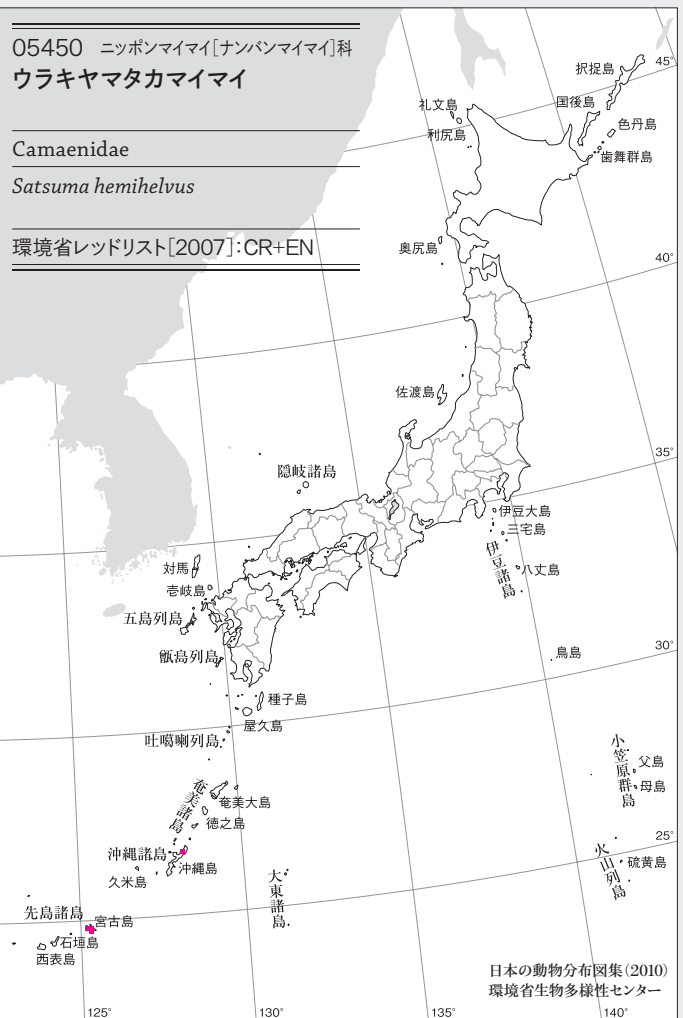 05450 ニッポンマイマイ[ナンバンマイマイ]科
ウラキヤマタカマイマイ
Camaenidae
Satsuma hemihelvus
環境省レッドリスト[2007]:CR+EN
択捉島
45°
国後島
礼文島
色丹島
利尻島
歯舞群島
奥尻島
40°
佐渡島
35°
隠岐諸島
伊豆大島
三宅島
伊豆諸島
対馬
八丈島
壱岐島
五島列島
30°
鳥島
甑島列島
種子島
屋久島
吐噶喇列島
小笠原群島
父島
奄美諸島
母島
奄美大島
徳之島
25°
沖縄諸島
火山列島
硫黄島
沖縄島
大東諸島
久米島
先島諸島
宮古島
石垣島
西表島
日本の動物分布図集(2010)
環境省生物多様性センター
125°
130°
135°
140°